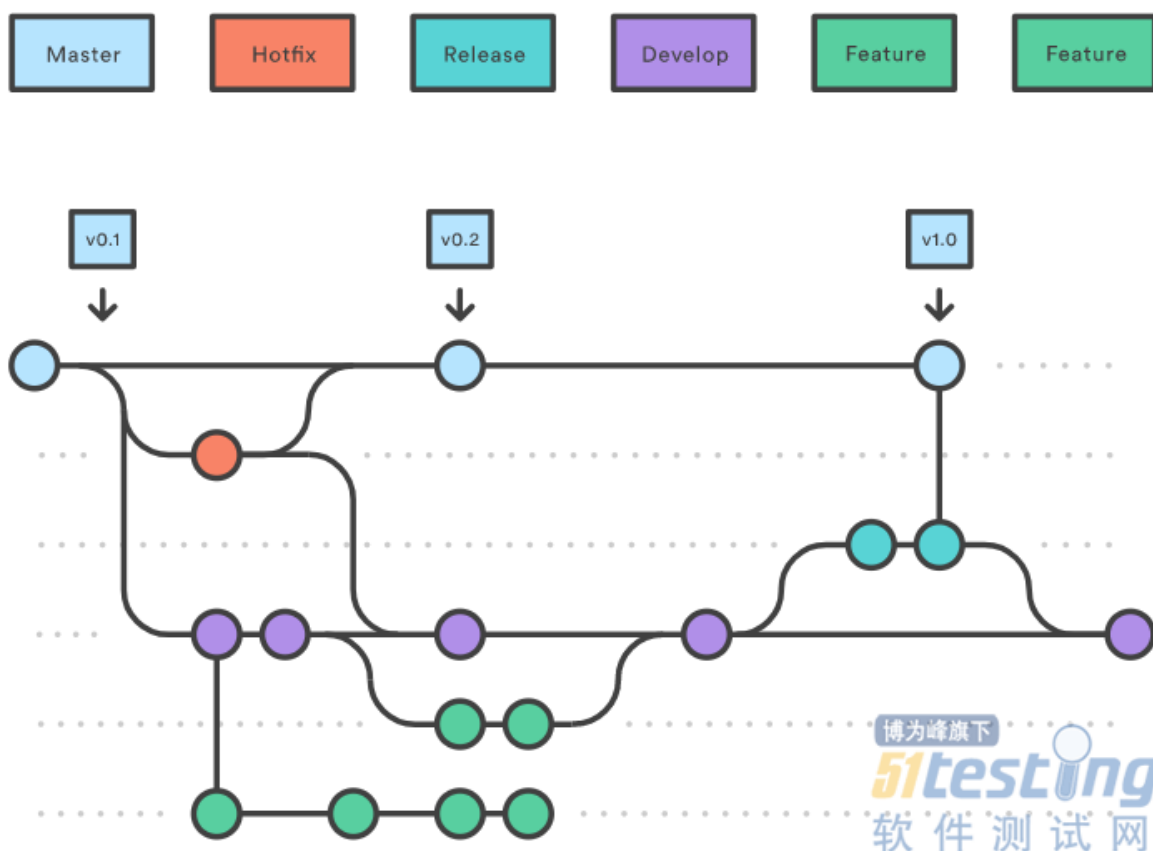 Master
Hotfix
Release
Develop
Feature
Feature
v0.1
v0.2
v1.0
博为峰旗下
51testing
软件测试网